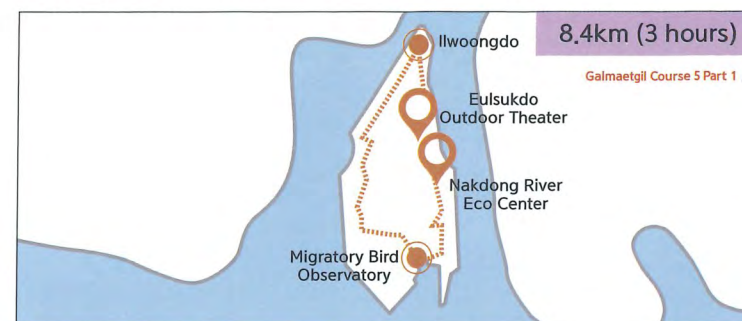 8.4km (3 hours)
Galmaetgil Course 5 Part 1
Ilwoongdo
Eulsukdo
Outdoor Theater
Nakdong River
Eco Center
Migratory Bird
Observatory